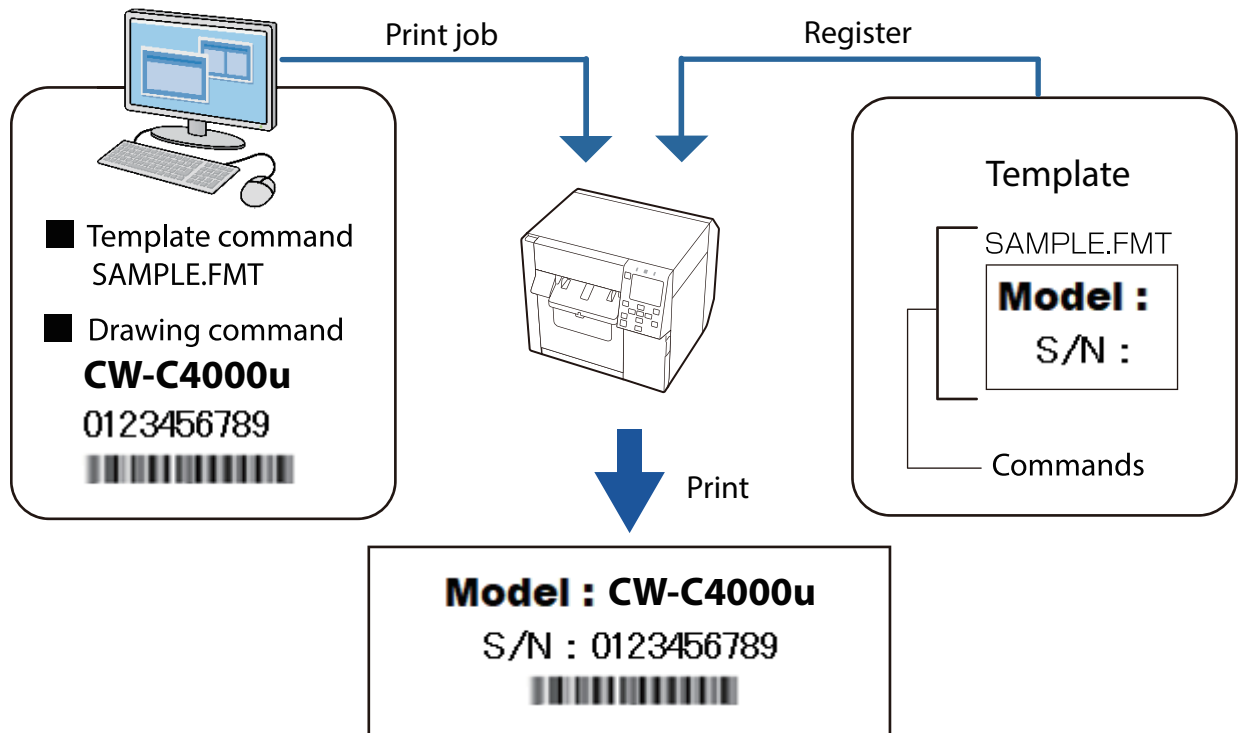 Print job
Register
Template command
SAMPLE.FMT
Drawing command
CW-C4000u
0123456789
Template
SAMPLE.FMT
Model :
S/N :
Commands
Print
Model : CW-C4000u
S/N : 0123456789